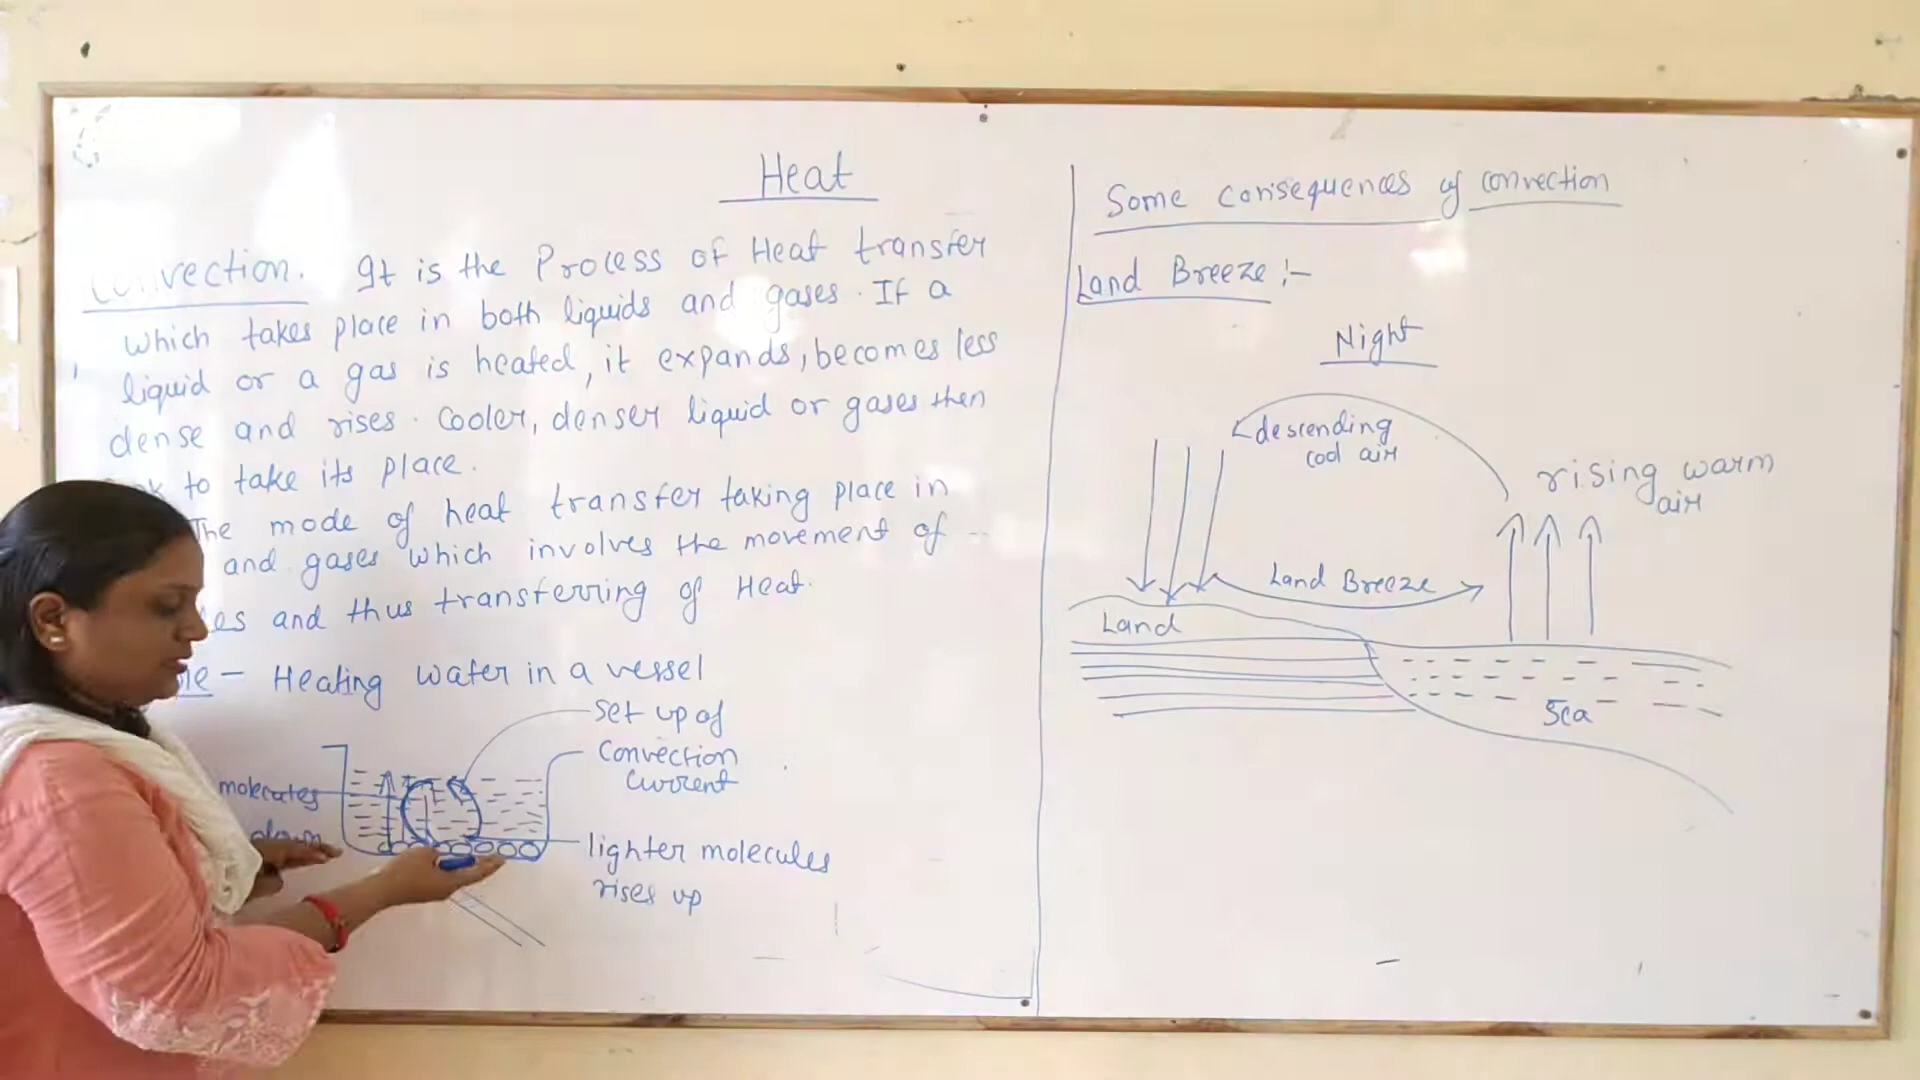 Heat
Convection. It is the Process of Heat transfer
which takes place in both liquids and gases. If a
liquid or a gas is heated, it expands, becomes less
dense and rises. Cooler, denser liquid or gases then
to take its place.
The mode of heat transfer taking place in
and gases which involves the movement of
and thus transferring of Heat.
- Heating water in a vessel
Set up of
Convection
Current
molecules
down
lighter molecules
rises up
Some consequences of convection
Land Breeze :-
Night
descending
cool air
rising warm
air
Land Breeze
Land
Sea